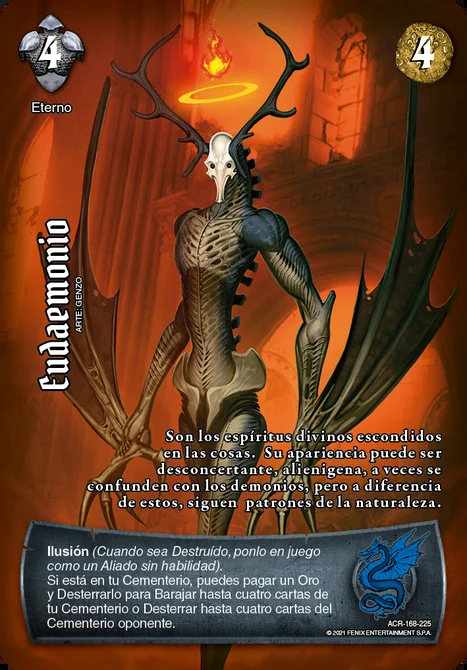 4
4
Eterno
Eudaemonio
ARTE: GENZO
Son los espíritus divinos escondidos
en las cosas. Su apariencia puede ser
desconcertante, alienigena, a veces se
confunden con los demonios, pero a diferencia
de estos, siguen patrones de la naturaleza.
Ilusión (Cuando sea Destruído, ponlo en juego
como un Aliado sin habilidad).
Si está en tu Cementerio, puedes pagar un Oro
y Desterrarlo para Barajar hasta cuatro cartas de
tu Cementerio o Desterrar hasta cuatro cartas del
Cementerio oponente.
ACR-168-225
© 2021 FENIX ENTERTAINMENT S.P.A.